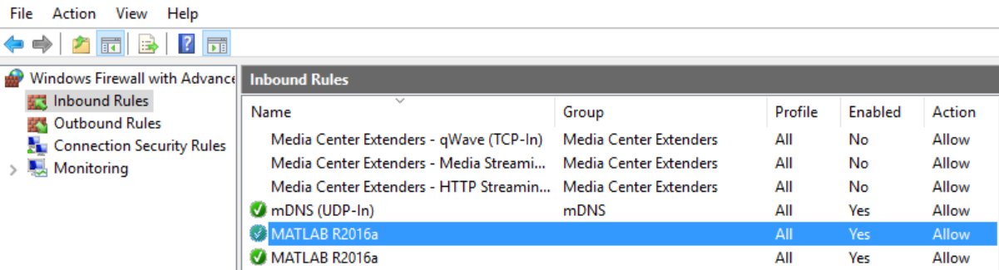 File Action View Help
Windows Firewall with Advance
Inbound Rules
Outbound Rules
Connection Security Rules
Monitoring
Inbound Rules
Name Group Profile Enabled Action
Media Center Extenders - qWave (TCP-In) Media Center Extenders All No Allow
Media Center Extenders - Media Streami... Media Center Extenders All No Allow
Media Center Extenders - HTTP Streamin... Media Center Extenders All No Allow
mDNS (UDP-In) mDNS All Yes Allow
MATLAB R2016a All Yes Allow
MATLAB R2016a All Yes Allow